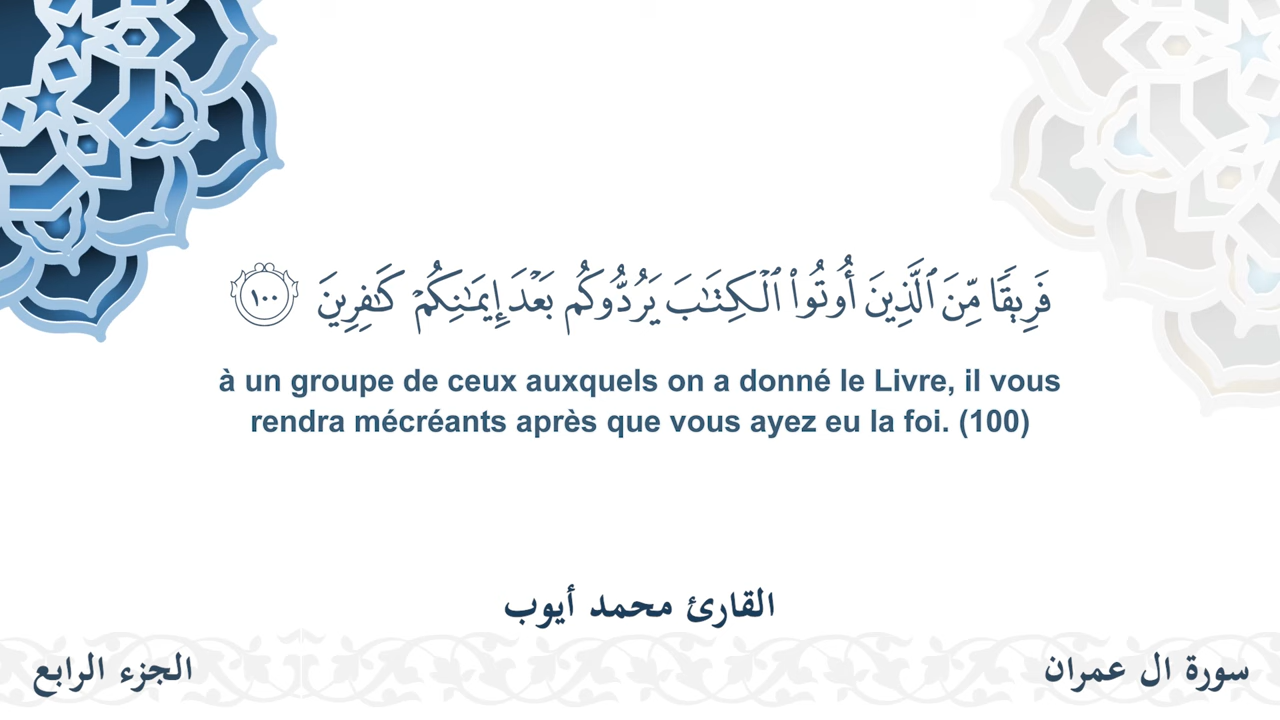 فَرِيقًا مِّنَ ٱلَّذِينَ أُوتُوا۟ ٱلْكِتَـٰبَ يَرُدُّوكُم بَعْدَ إِيمَـٰنِكُمْ كَـٰفِرِينَ ١٠٠
à un groupe de ceux auxquels on a donné le Livre, il vous
rendra mécréants après que vous ayez eu la foi. (100)
القارئ محمد أيوب
سورة ال عمران
الجزء الرابع